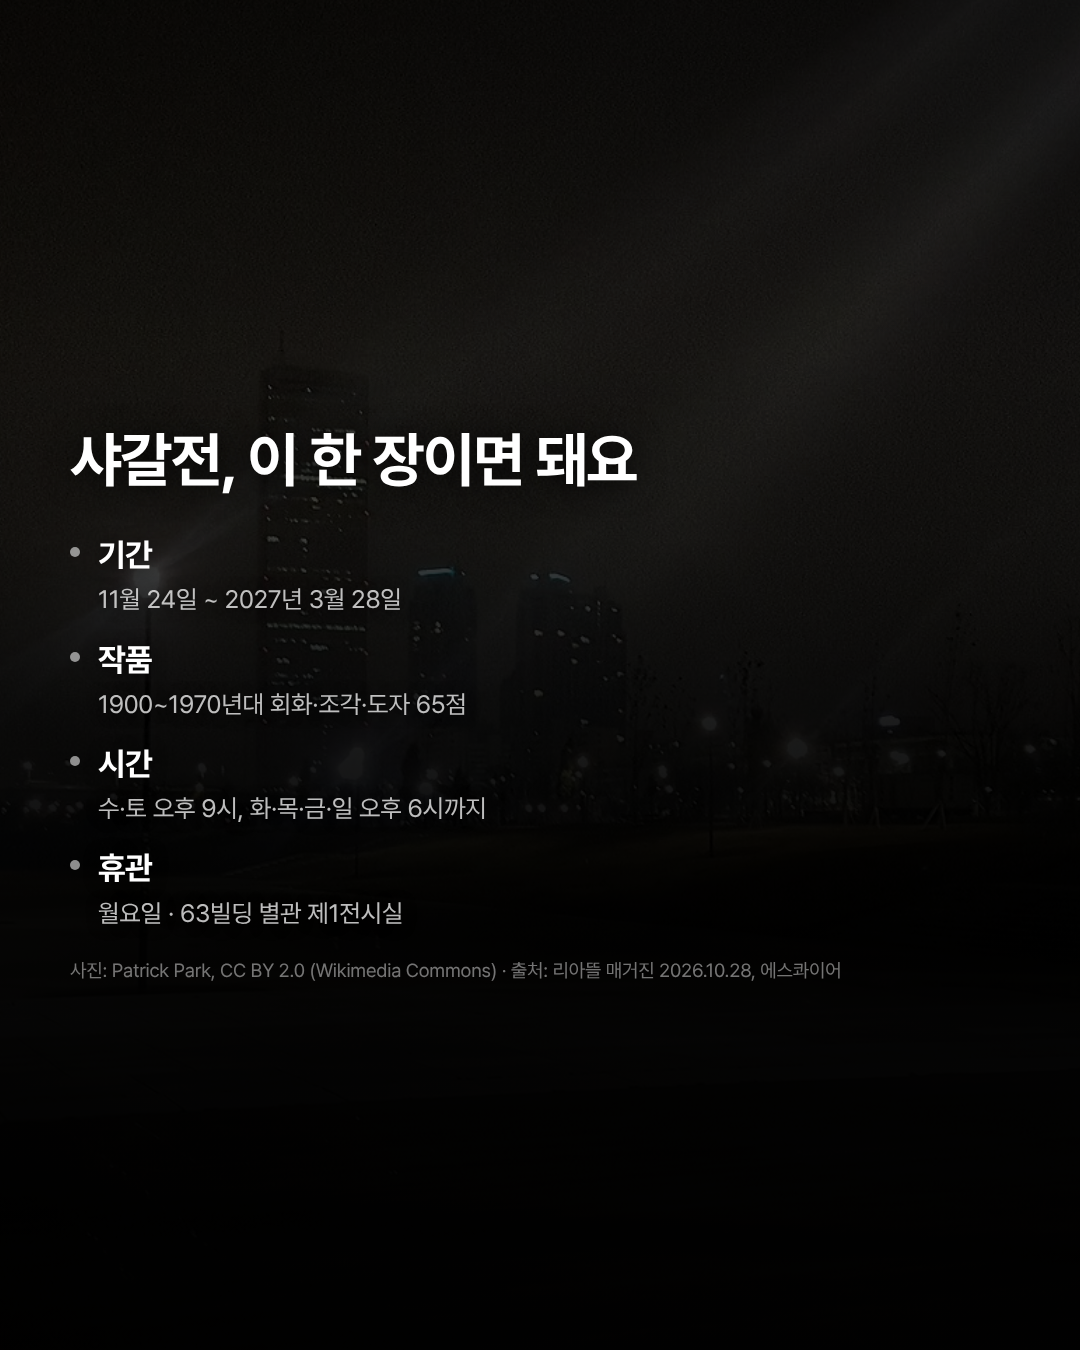 샤갈전, 이 한 장이면 돼요
기간
11월 24일 ~ 2027년 3월 28일
작품
1900~1970년대 회화·조각·도자 65점
시간
수·토 오후 9시, 화·목·금·일 오후 6시까지
휴관
월요일 · 63빌딩 별관 제1전시실
사진: Patrick Park, CC BY 2.0 (Wikimedia Commons) · 출처: 리아뜰 매거진 2026.10.28, 에스콰이어